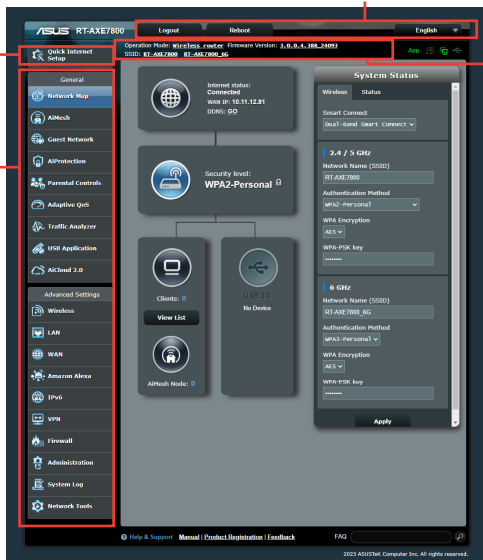 ASUS RT-AXE7800 Logout Reboot English
Quick Internet
Setup
Operation Mode: Wireless router Firmware Version: 3.0.0.4.388_24093
SSID: RT-AXE7800 RT-AXE7800_6G
App
General
Network Map
AiMesh
Guest Network
AiProtection
Parental Controls
Adaptive QoS
Traffic Analyzer
USB Application
AiCloud 2.0
Advanced Settings
Wireless
LAN
WAN
Amazon Alexa
IPv6
VPN
Firewall
Administration
System Log
Network Tools
Internet status:
Connected
WAN IP: 10.11.12.81
DDNS: GO
Security level:
WPA2-Personal
Clients: 0
View List
AiMesh Node: 0
USB 3.0
No Device
System Status
Wireless Status
Smart Connect
Dual-Band Smart Connect
2.4 / 5 GHz
Network Name (SSID)
RT-AXE7800
Authentication Method
WPA2-Personal
WPA Encryption
AES
WPA-PSK key
••••••••
6 GHz
Network Name (SSID)
RT-AXE7800_6G
Authentication Method
WPA3-Personal
WPA Encryption
AES
WPA-PSK key
••••••••
Apply
Help & Support Manual | Product Registration | Feedback FAQ
2023 ASUSTeK Computer Inc. All rights reserved.